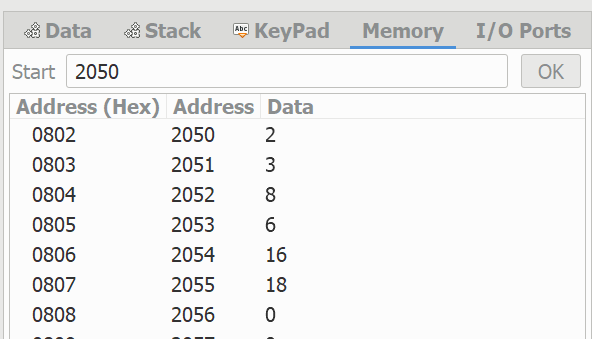 Data Stack Abc KeyPad Memory I/O Ports
Start 2050 OK
Address (Hex) Address Data
0802 2050 2
0803 2051 3
0804 2052 8
0805 2053 6
0806 2054 16
0807 2055 18
0808 2056 0